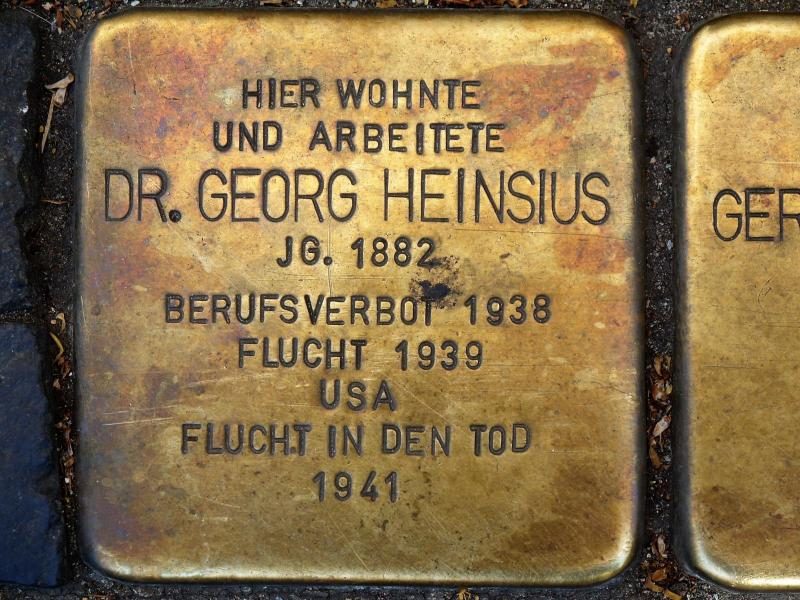 HIER WOHNTE
UND ARBEITETE
DR. GEORG HEINSIUS
JG. 1882
BERUFSVERBOT 1938
FLUCHT 1939
USA
FLUCHT IN DEN TOD
1941